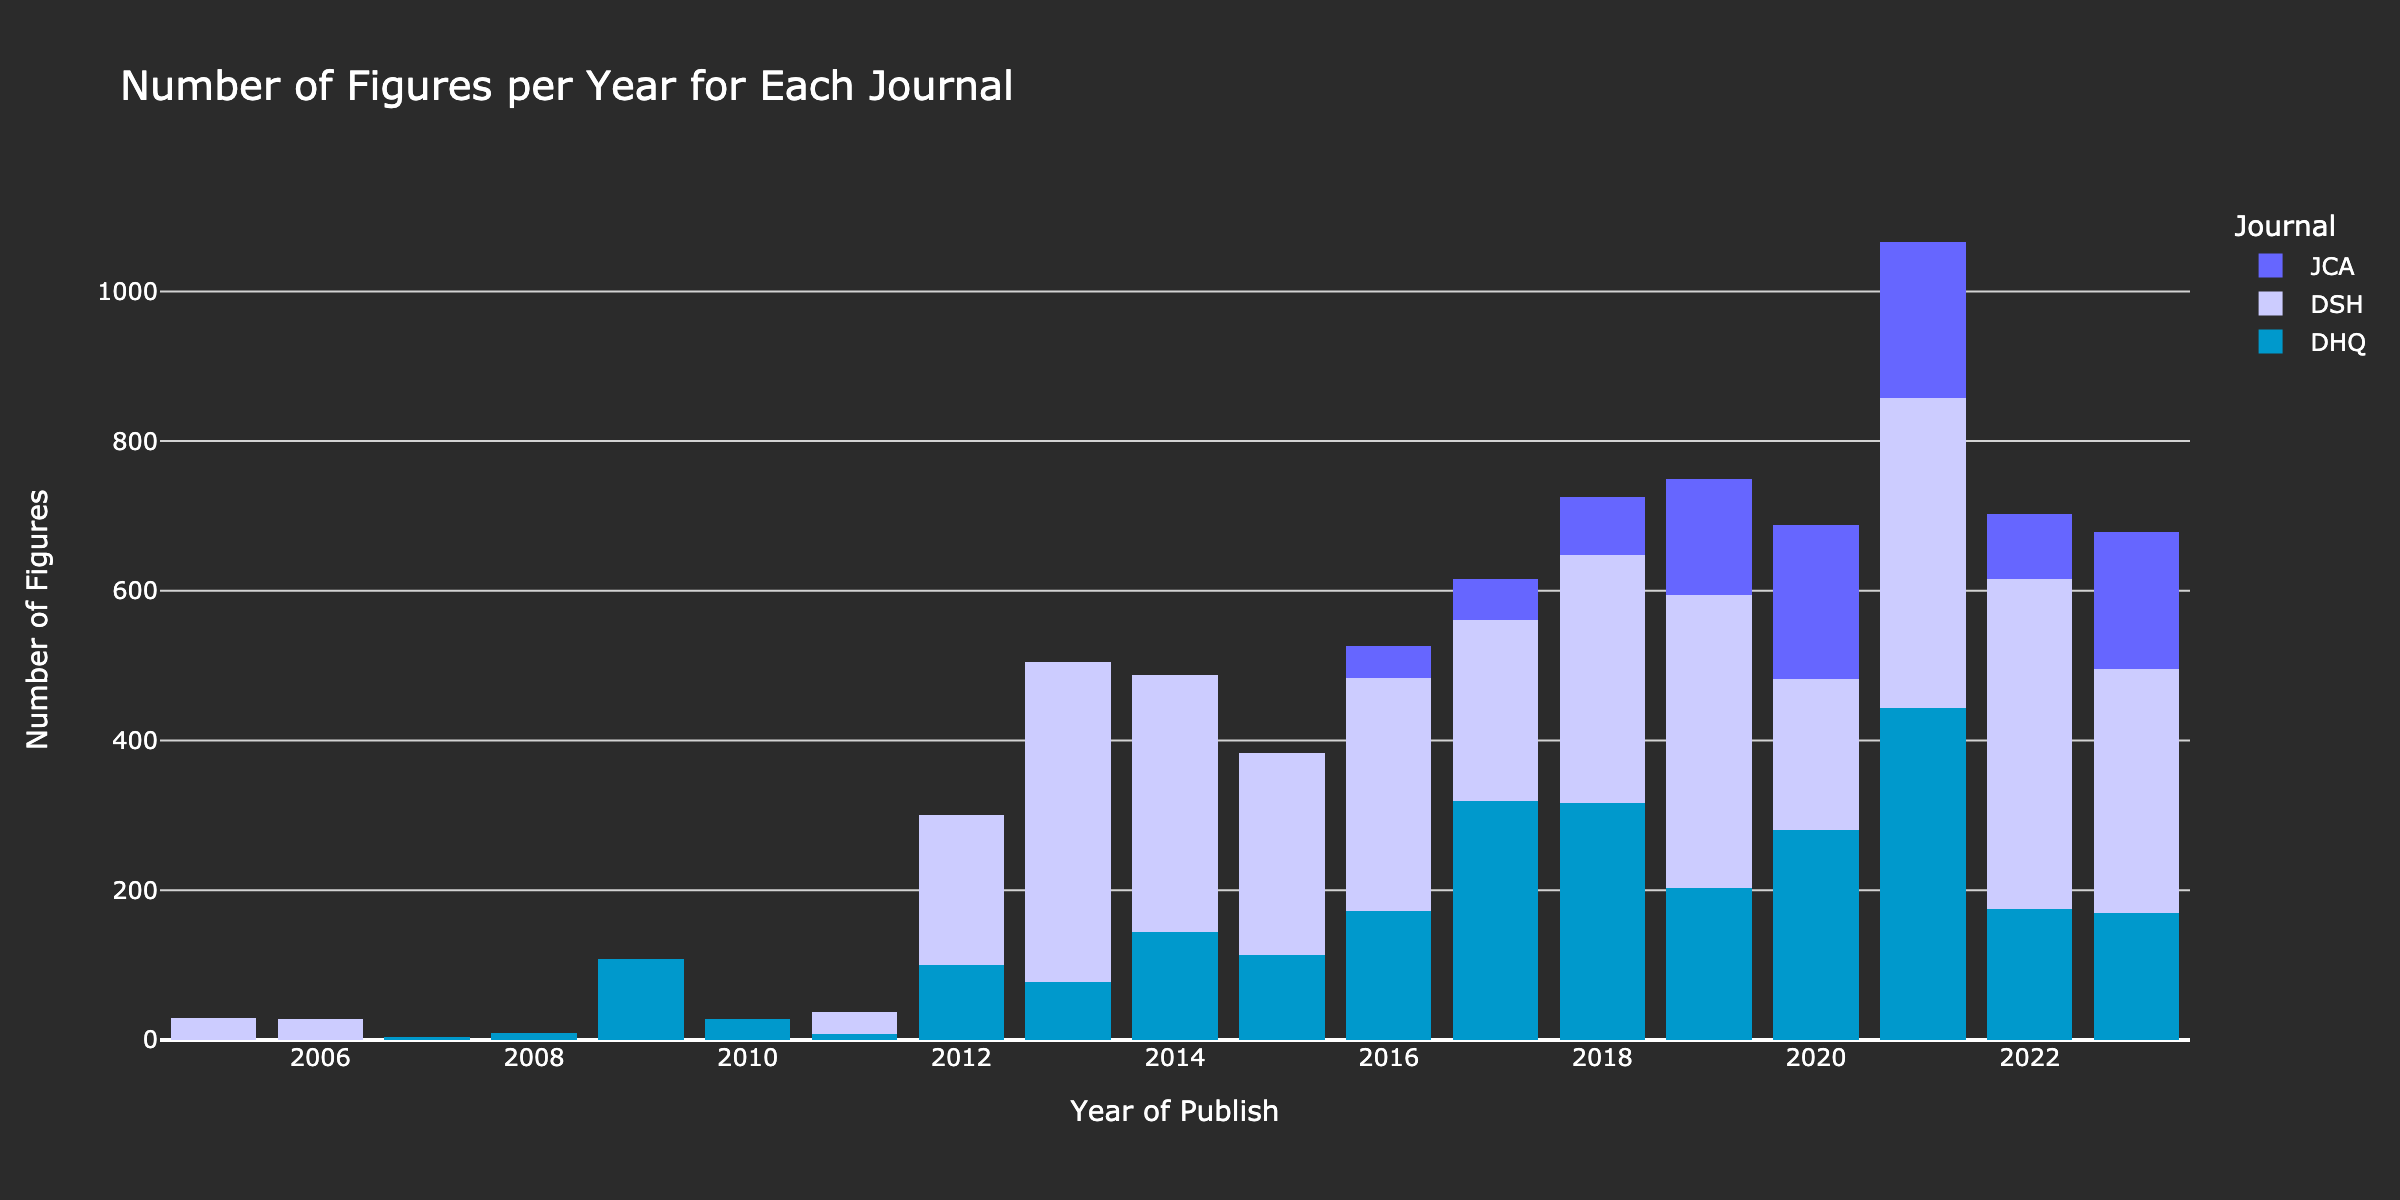 Number of Figures per Year for Each Journal
Journal
JCA
DSH
DHQ
Number of Figures
1000
800
600
400
200
0
2006 2008 2010 2012 2014 2016 2018 2020 2022
Year of Publish